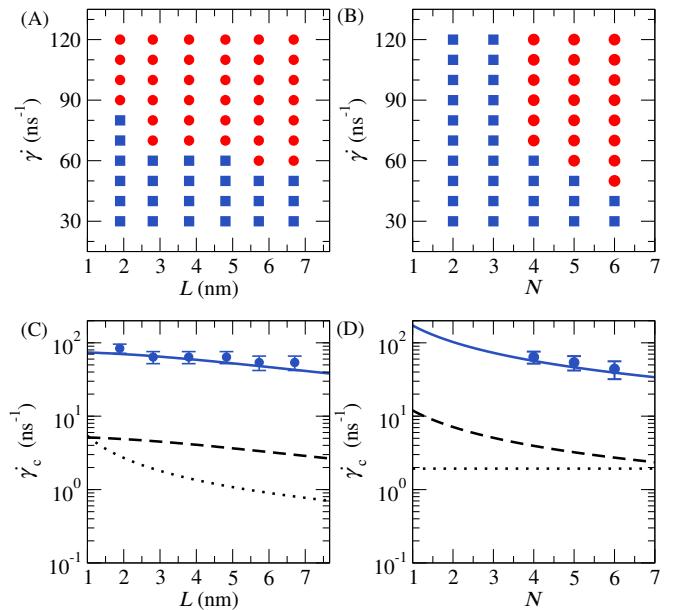 (A)
120
90
60
30
γ̇ (ns⁻¹)
1 2 3 4 5 6 7
L (nm)
(B)
120
90
60
30
γ̇ (ns⁻¹)
1 2 3 4 5 6 7
N
(C)
10²
10¹
10⁰
10⁻¹
γ̇c (ns⁻¹)
1 2 3 4 5 6 7
L (nm)
(D)
10²
10¹
10⁰
10⁻¹
γ̇c (ns⁻¹)
1 2 3 4 5 6 7
N